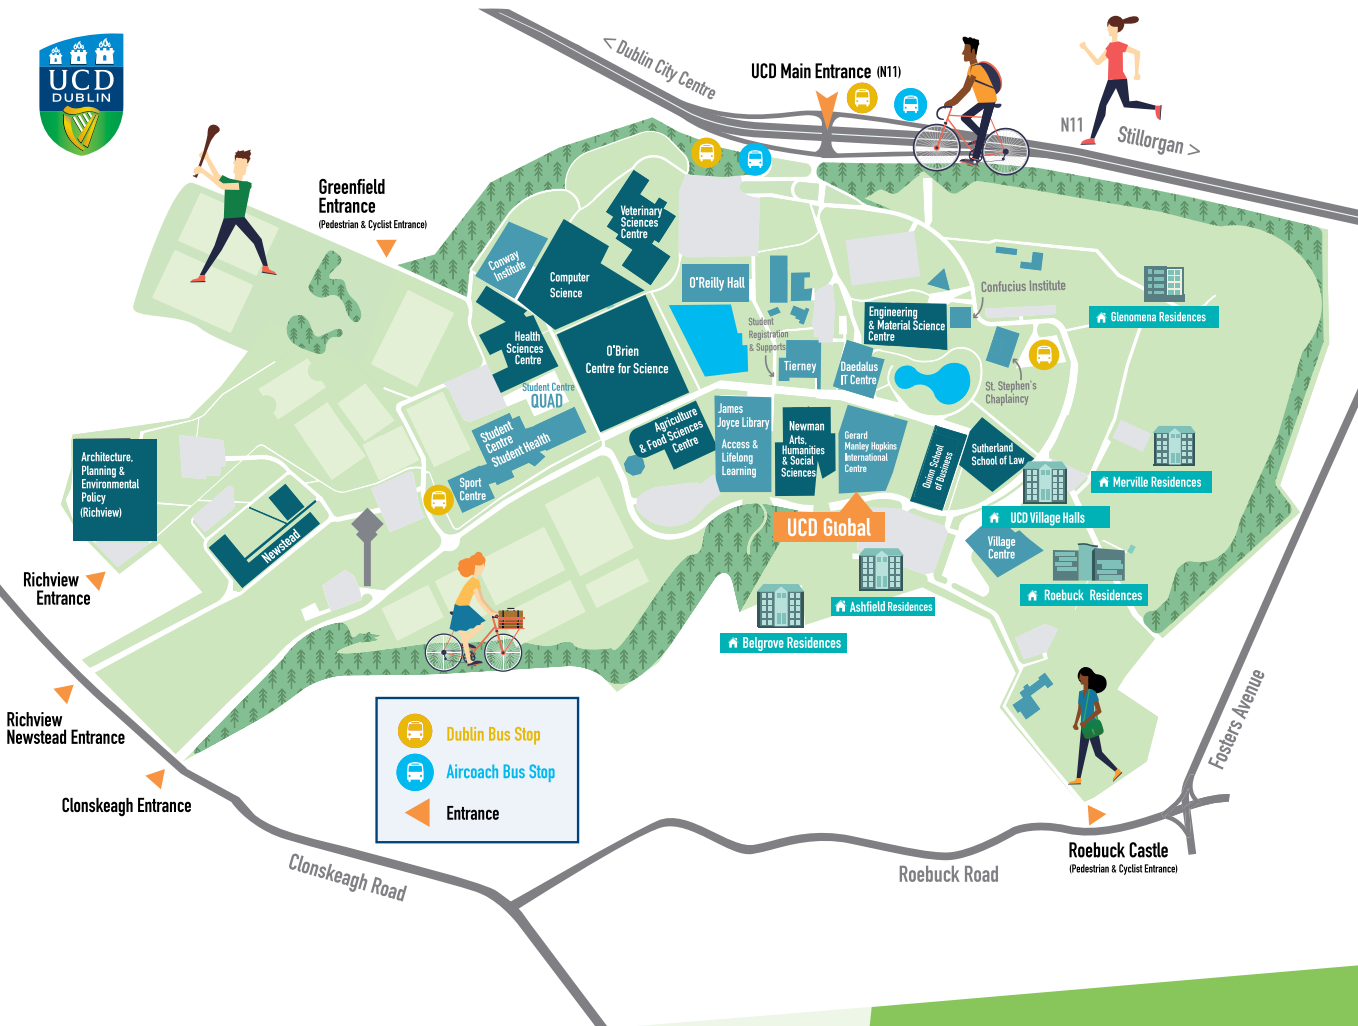 UCD
DUBLIN
< Dublin City Centre
UCD Main Entrance (N11)
N11
Stillorgan >
Greenfield
Entrance
(Pedestrian & Cyclist Entrance)
Veterinary
Sciences
Centre
Conway
Institute
Computer
Science
O'Reilly Hall
Confucius Institute
Glenomena Residences
Engineering
& Material Science
Centre
Student
Registration
& Supports
Health
Sciences
Centre
O'Brien
Centre for Science
Tierney
Daedalus
IT Centre
St. Stephen's
Chaplaincy
Student Centre
QUAD
Student
Centre
Student Health
Agriculture
& Food Sciences
Centre
James
Joyce Library
Access &
Lifelong
Learning
Newman
Arts,
Humanities
& Social
Sciences
Gerard
Manley Hopkins
International
Centre
Quinn School
of Business
Sutherland
School of Law
Architecture,
Planning &
Environmental
Policy
(Richview)
Sport
Centre
Merville Residences
UCD Village Halls
UCD Global
Newstead
Village
Centre
Richview
Entrance
Roebuck Residences
Ashfield Residences
Belgrove Residences
Richview
Newstead Entrance
Clonskeagh Entrance
Dublin Bus Stop
Aircoach Bus Stop
Entrance
Fosters Avenue
Clonskeagh Road
Roebuck Road
Roebuck Castle
(Pedestrian & Cyclist Entrance)